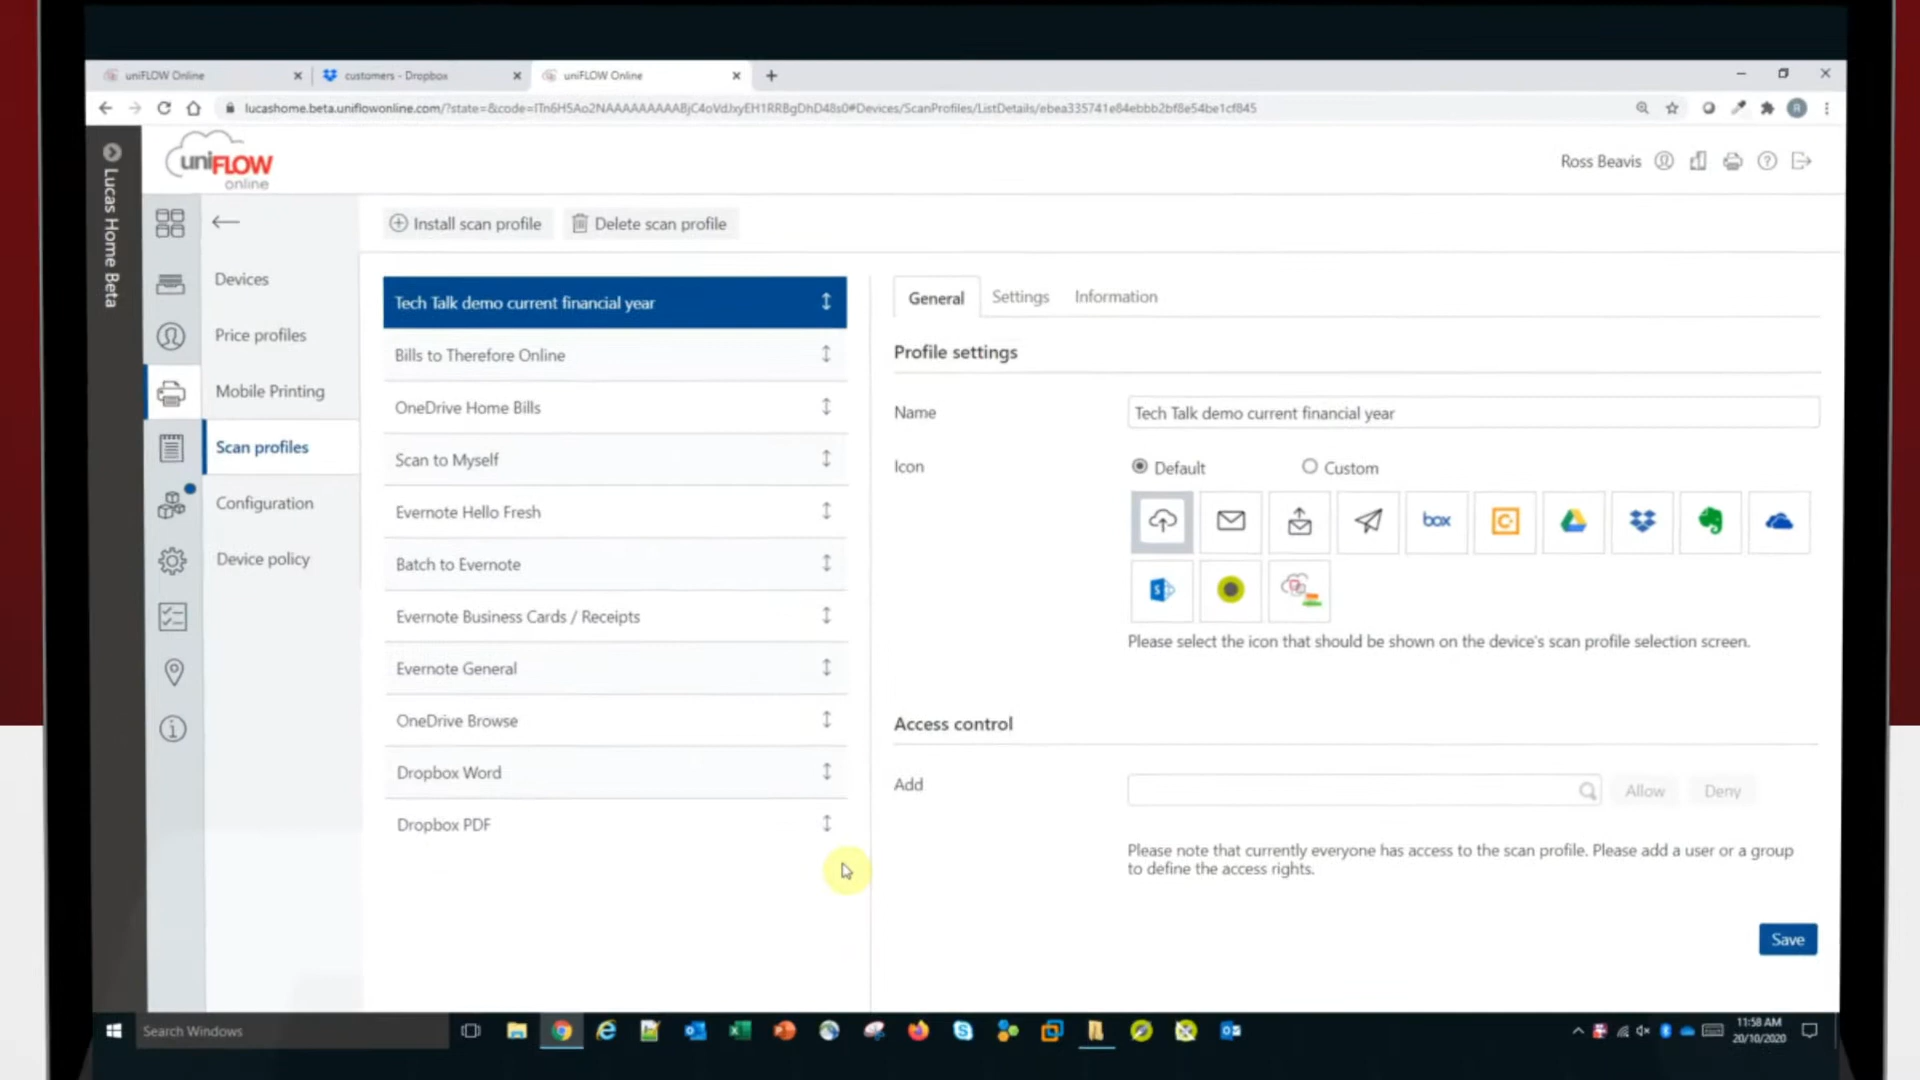 uniFLOW Online
customers - Dropbox
uniFLOW Online
lucashome.beta.uniflowonline.com/?state=&code=
Lucas Home Beta
uniFLOW
online
Ross Beavis
Install scan profile
Delete scan profile
Devices
Price profiles
Mobile Printing
Scan profiles
Configuration
Device policy
Tech Talk demo current financial year
Bills to Therefore Online
OneDrive Home Bills
Scan to Myself
Evernote Hello Fresh
Batch to Evernote
Evernote Business Cards / Receipts
Evernote General
OneDrive Browse
Dropbox Word
Dropbox PDF
General
Settings
Information
Profile settings
Name
Tech Talk demo current financial year
Icon
Default
Custom
box
Please select the icon that should be shown on the device's scan profile selection screen.
Access control
Add
Allow
Deny
Please note that currently everyone has access to the scan profile. Please add a user or a group
to define the access rights.
Save
Search Windows
11:58 AM
20/10/2020